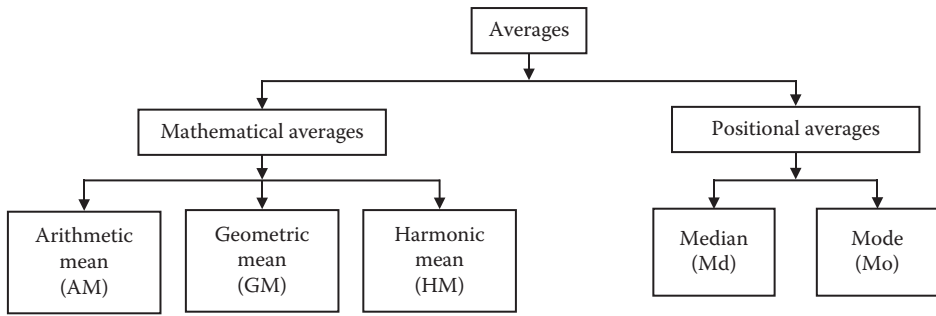 Averages
Mathematical averages
Positional averages
Arithmetic
mean
(AM)
Geometric
mean
(GM)
Harmonic
mean
(HM)
Median
(Md)
Mode
(Mo)